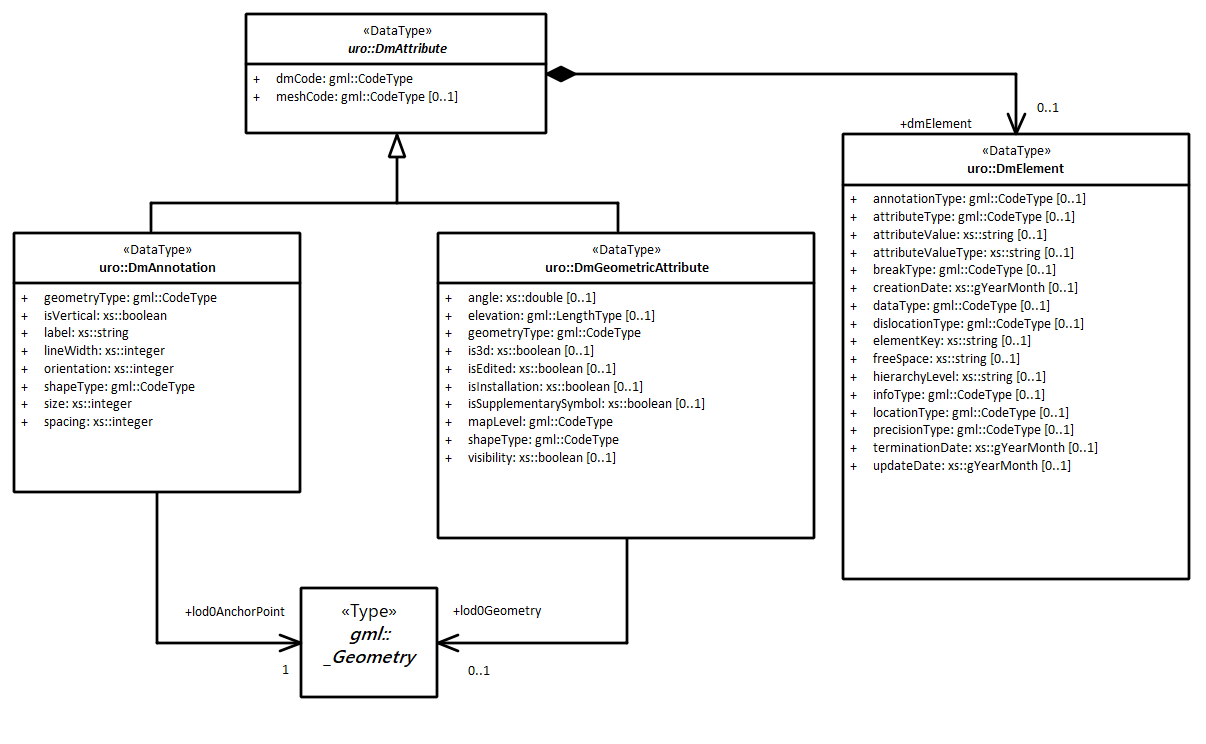 «DataType»
uro::DmAttribute
+ dmCode: gml::CodeType
+ meshCode: gml::CodeType [0..1]
0..1
+dmElement
«DataType»
uro::DmElement
+ annotationType: gml::CodeType [0..1]
+ attributeType: gml::CodeType [0..1]
+ attributeValue: xs::string [0..1]
+ attributeValueType: xs::string [0..1]
+ breakType: gml::CodeType [0..1]
+ creationDate: xs::gYearMonth [0..1]
+ dataType: gml::CodeType [0..1]
+ dislocationType: gml::CodeType [0..1]
+ elementKey: xs::string [0..1]
+ freeSpace: xs::string [0..1]
+ hierarchyLevel: xs::string [0..1]
+ infoType: gml::CodeType [0..1]
+ locationType: gml::CodeType [0..1]
+ precisionType: gml::CodeType [0..1]
+ terminationDate: xs::gYearMonth [0..1]
+ updateDate: xs::gYearMonth [0..1]
«DataType»
uro::DmAnnotation
+ geometryType: gml::CodeType
+ isVertical: xs::boolean
+ label: xs::string
+ lineWidth: xs::integer
+ orientation: xs::integer
+ shapeType: gml::CodeType
+ size: xs::integer
+ spacing: xs::integer
«DataType»
uro::DmGeometricAttribute
+ angle: xs::double [0..1]
+ elevation: gml::LengthType [0..1]
+ geometryType: gml::CodeType
+ is3d: xs::boolean [0..1]
+ isEdited: xs::boolean [0..1]
+ isInstallation: xs::boolean [0..1]
+ isSupplementarySymbol: xs::boolean [0..1]
+ mapLevel: gml::CodeType
+ shapeType: gml::CodeType
+ visibility: xs::boolean [0..1]
+lod0AnchorPoint
1
«Type»
gml::
_Geometry
+lod0Geometry
0..1